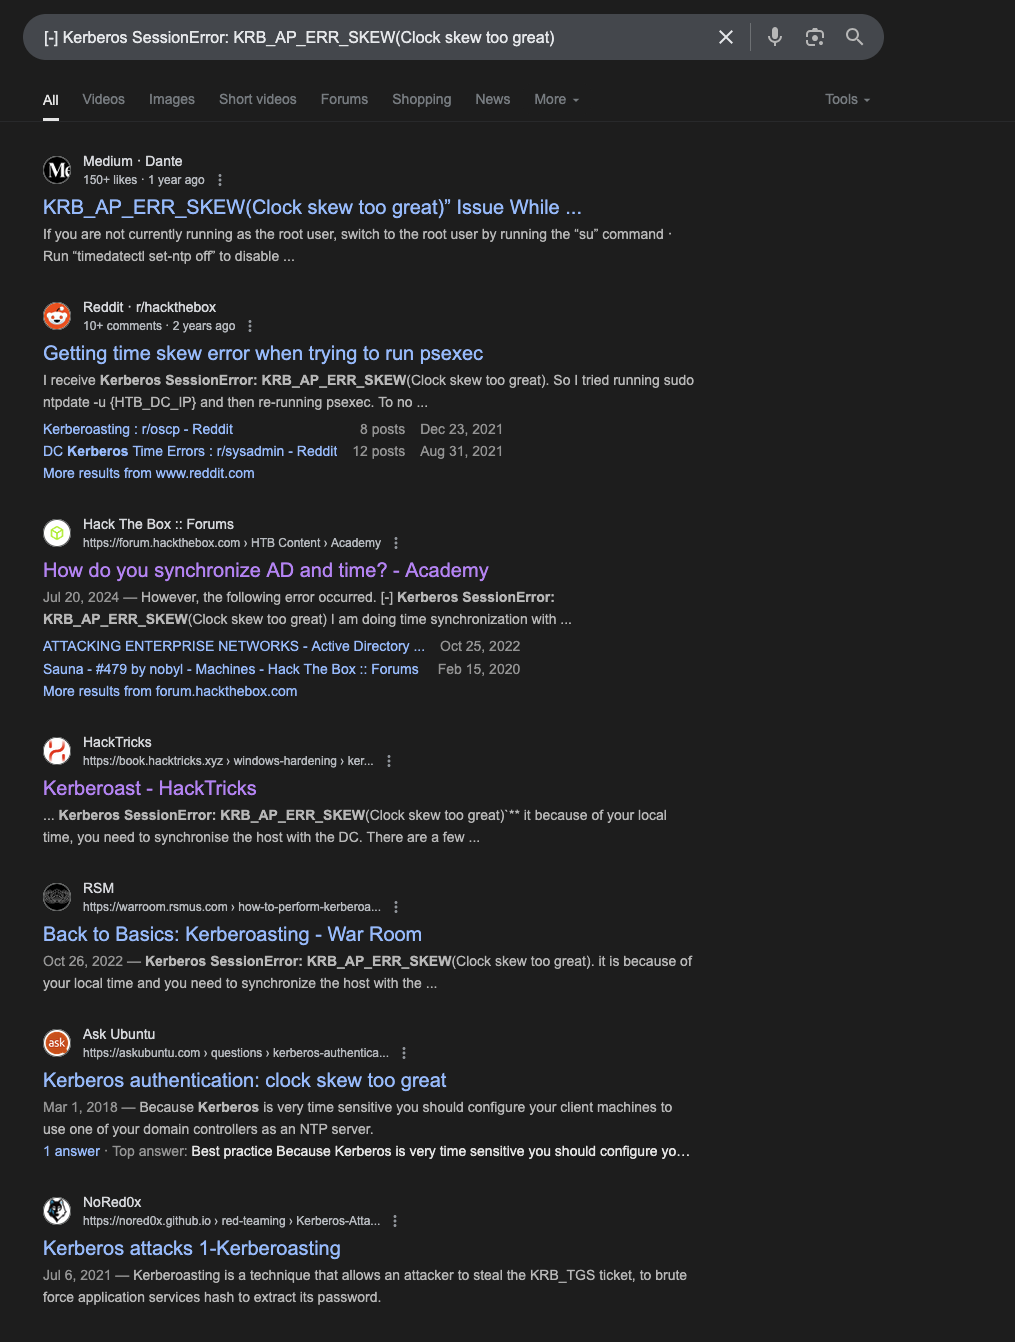 [-] Kerberos SessionError: KRB_AP_ERR_SKEW(Clock skew too great)
All Videos Images Short videos Forums Shopping News More Tools
Medium · Dante
150+ likes · 1 year ago
KRB_AP_ERR_SKEW(Clock skew too great)” Issue While ...
If you are not currently running as the root user, switch to the root user by running the “su” command ·
Run “timedatectl set-ntp off” to disable ...
Reddit · r/hackthebox
10+ comments · 2 years ago
Getting time skew error when trying to run psexec
I receive Kerberos SessionError: KRB_AP_ERR_SKEW(Clock skew too great). So I tried running sudo
ntpdate -u {HTB_DC_IP} and then re-running psexec. To no ...
Kerberoasting : r/oscp - Reddit 8 posts Dec 23, 2021
DC Kerberos Time Errors : r/sysadmin - Reddit 12 posts Aug 31, 2021
More results from www.reddit.com
Hack The Box :: Forums
https://forum.hackthebox.com › HTB Content › Academy
How do you synchronize AD and time? - Academy
Jul 20, 2024 — However, the following error occurred. [-] Kerberos SessionError:
KRB_AP_ERR_SKEW(Clock skew too great) I am doing time synchronization with ...
ATTACKING ENTERPRISE NETWORKS - Active Directory ... Oct 25, 2022
Sauna - #479 by nobyl - Machines - Hack The Box :: Forums Feb 15, 2020
More results from forum.hackthebox.com
HackTricks
https://book.hacktricks.xyz › windows-hardening › ker...
Kerberoast - HackTricks
... Kerberos SessionError: KRB_AP_ERR_SKEW(Clock skew too great)`** it because of your local
time, you need to synchronise the host with the DC. There are a few ...
RSM
https://warroom.rsmus.com › how-to-perform-kerberoa...
Back to Basics: Kerberoasting - War Room
Oct 26, 2022 — Kerberos SessionError: KRB_AP_ERR_SKEW(Clock skew too great). it is because of
your local time and you need to synchronize the host with the ...
ask
Ask Ubuntu
https://askubuntu.com › questions › kerberos-authentica...
Kerberos authentication: clock skew too great
Mar 1, 2018 — Because Kerberos is very time sensitive you should configure your client machines to
use one of your domain controllers as an NTP server.
1 answer · Top answer: Best practice Because Kerberos is very time sensitive you should configure yo…
NoRed0x
https://nored0x.github.io › red-teaming › Kerberos-Atta...
Kerberos attacks 1-Kerberoasting
Jul 6, 2021 — Kerberoasting is a technique that allows an attacker to steal the KRB_TGS ticket, to brute
force application services hash to extract its password.